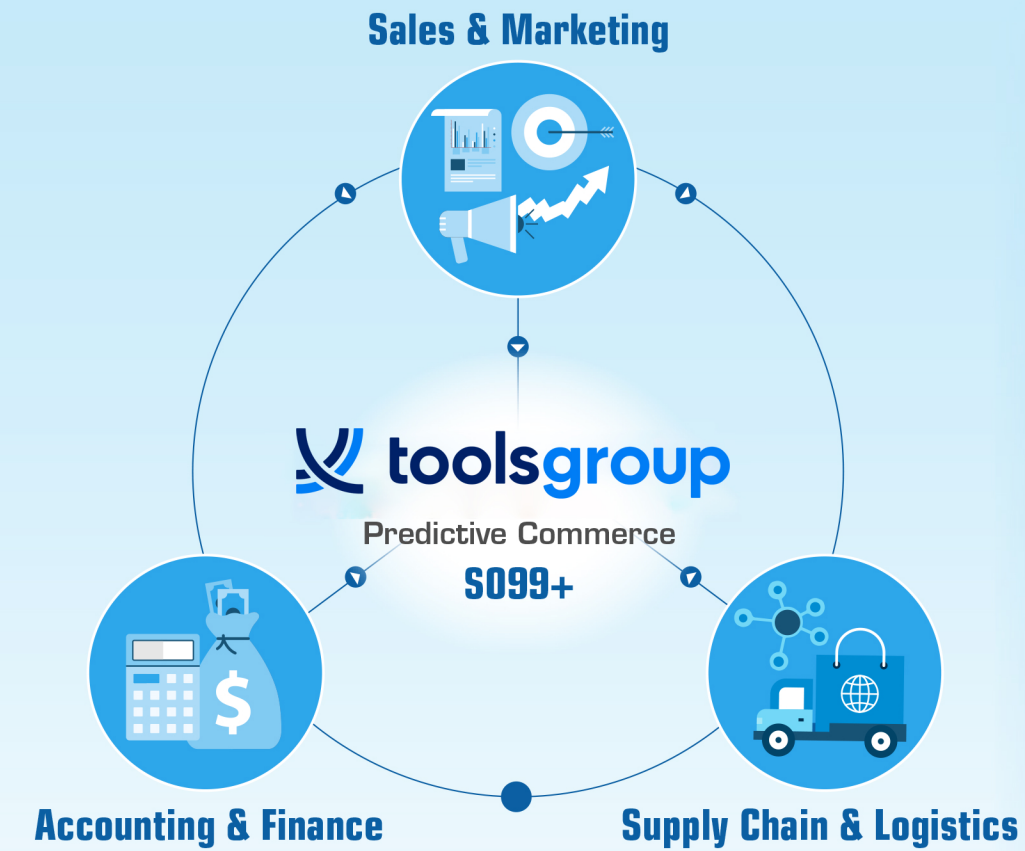 Sales & Marketing
toolsgroup
Predictive Commerce
SO99+
$
Accounting & Finance
Supply Chain & Logistics